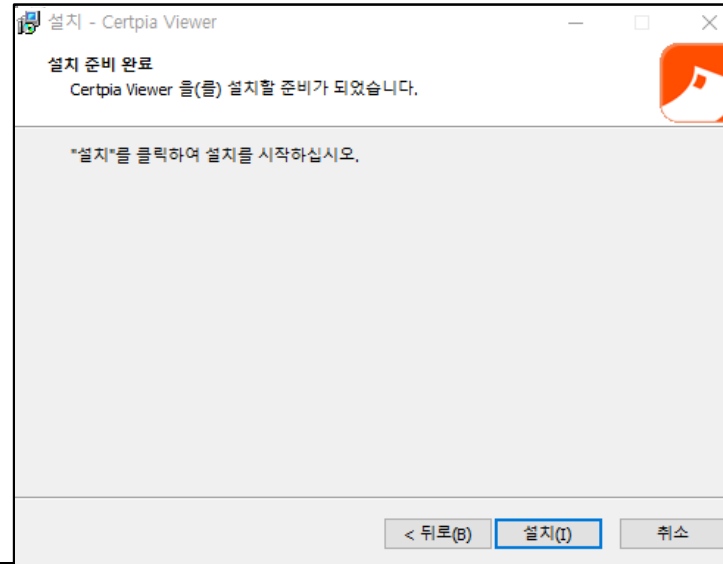 설치 - Certpia Viewer
설치 준비 완료
Certpia Viewer 을(를) 설치할 준비가 되었습니다.
"설치"를 클릭하여 설치를 시작하십시오.
< 뒤로(B) 설치(I) 취소